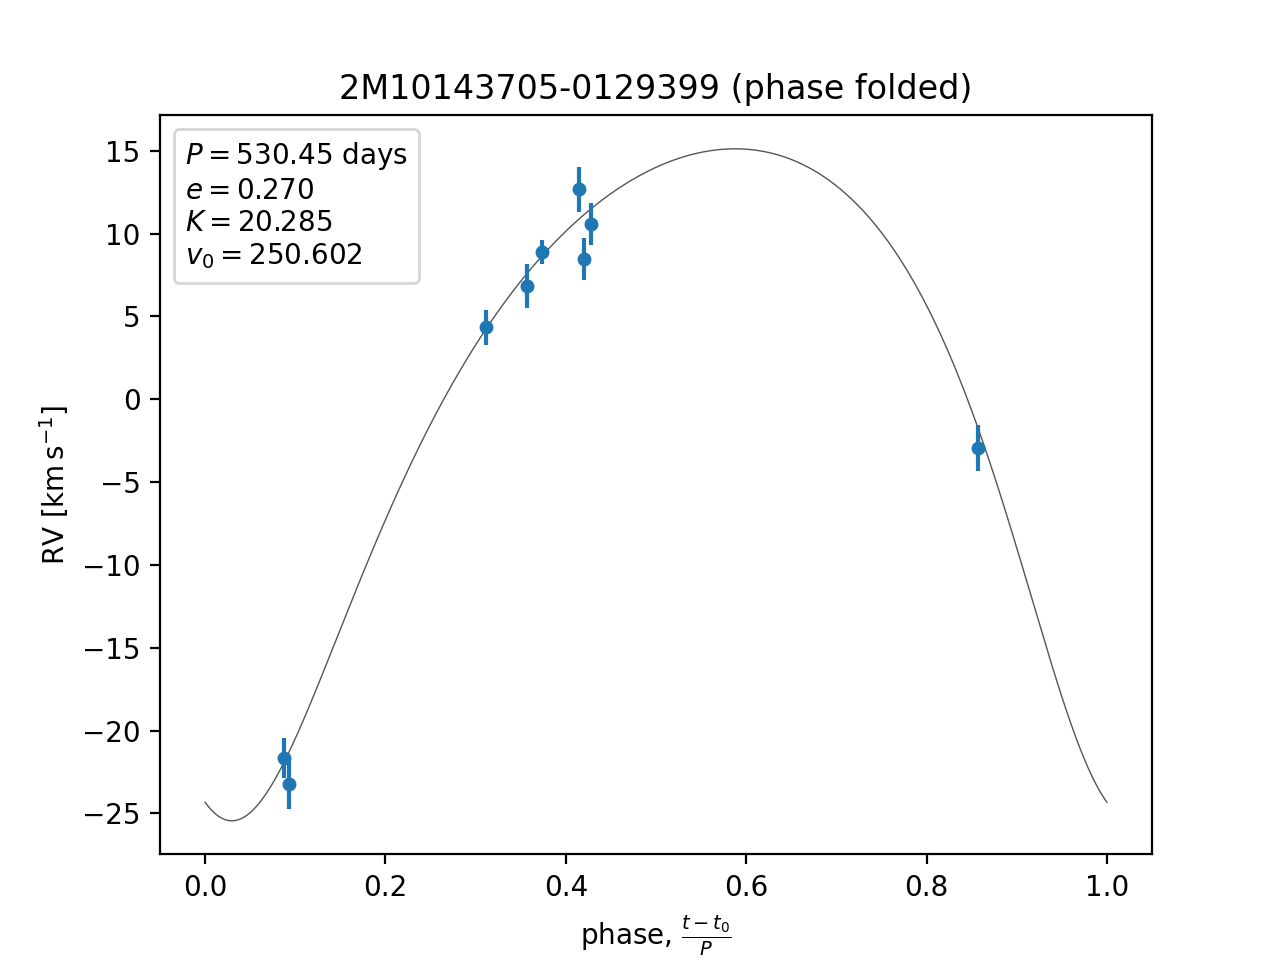 2M10143705-0129399 (phase folded)
P = 530.45 days
e = 0.270
K = 20.285
v₀ = 250.602
15
10
5
0
−5
−10
−15
−20
−25
RV [km s⁻¹]
0.0 0.2 0.4 0.6 0.8 1.0
phase, (t − t₀)/P